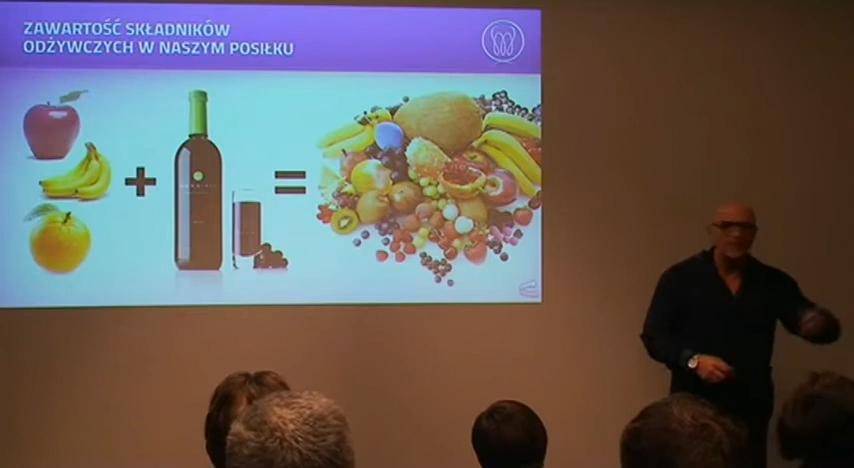 ZAWARTOŚĆ SKŁADNIKÓW
ODŻYWCZYCH W NASZYM POSIŁKU
+
=